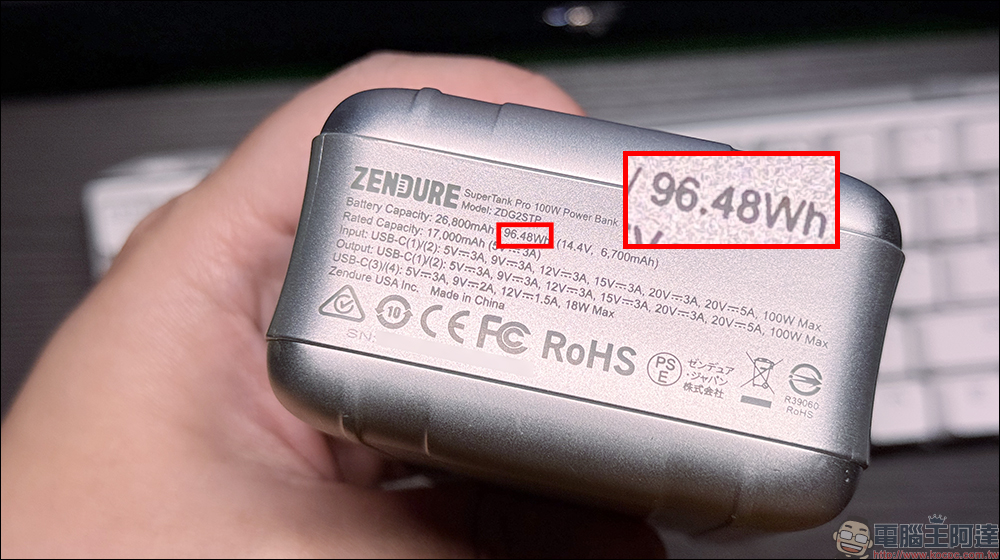 ZENDURE SuperTank Pro 100W Power Bank
Model: ZDG2STP
Battery Capacity: 26,800mAh 96.48Wh (14.4V, 6,700mAh)
Rated Capacity: 17,000mAh (5V⎓3A)
Input: USB-C(1)/(2): 5V⎓3A, 9V⎓3A, 12V⎓3A, 15V⎓3A, 20V⎓3A, 20V⎓5A, 100W Max
Output: USB-C(1)/(2): 5V⎓3A, 9V⎓3A, 12V⎓3A, 15V⎓3A, 20V⎓3A, 20V⎓5A, 100W Max
USB-C(3)/(4): 5V⎓3A, 9V⎓2A, 12V⎓1.5A, 18W Max
Zendure USA Inc. Made in China
/ 96.48Wh
10 CE FC RoHS PS E
ゼンデュア
・ジャパン
株式会社
R39060
RoHS
SN:
電腦王阿達
http://www.kocpc.com.tw